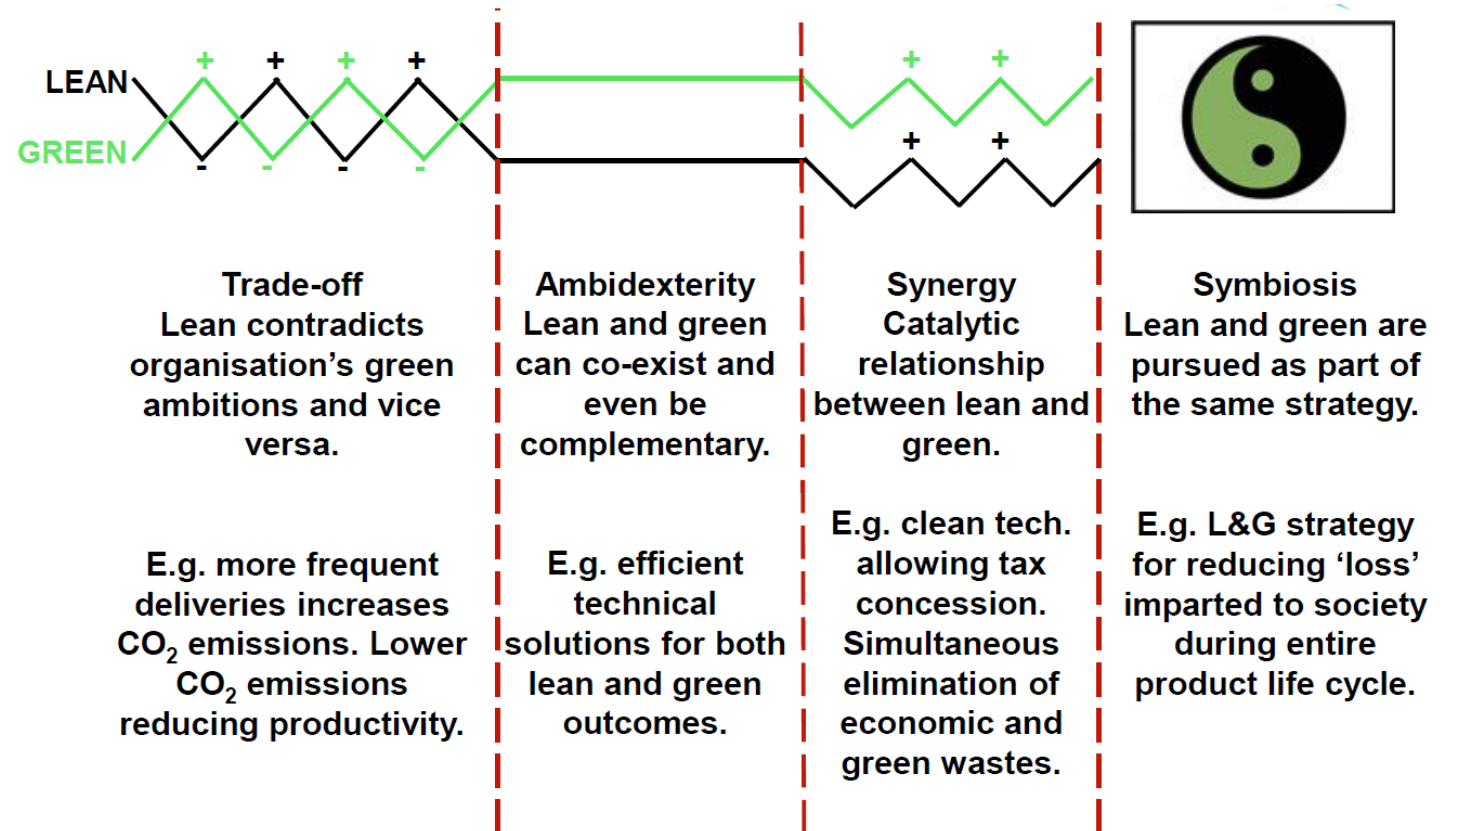 + + + +
LEAN
GREEN
- - - -
+ +
+ +
Trade-off
Lean contradicts
organisation’s green
ambitions and vice
versa.
E.g. more frequent
deliveries increases
CO₂ emissions. Lower
CO₂ emissions
reducing productivity.
Ambidexterity
Lean and green
can co-exist and
even be
complementary.
E.g. efficient
technical
solutions for both
lean and green
outcomes.
Synergy
Catalytic
relationship
between lean and
green.
E.g. clean tech.
allowing tax
concession.
Simultaneous
elimination of
economic and
green wastes.
Symbiosis
Lean and green are
pursued as part of
the same strategy.
E.g. L&G strategy
for reducing ‘loss’
imparted to society
during entire
product life cycle.